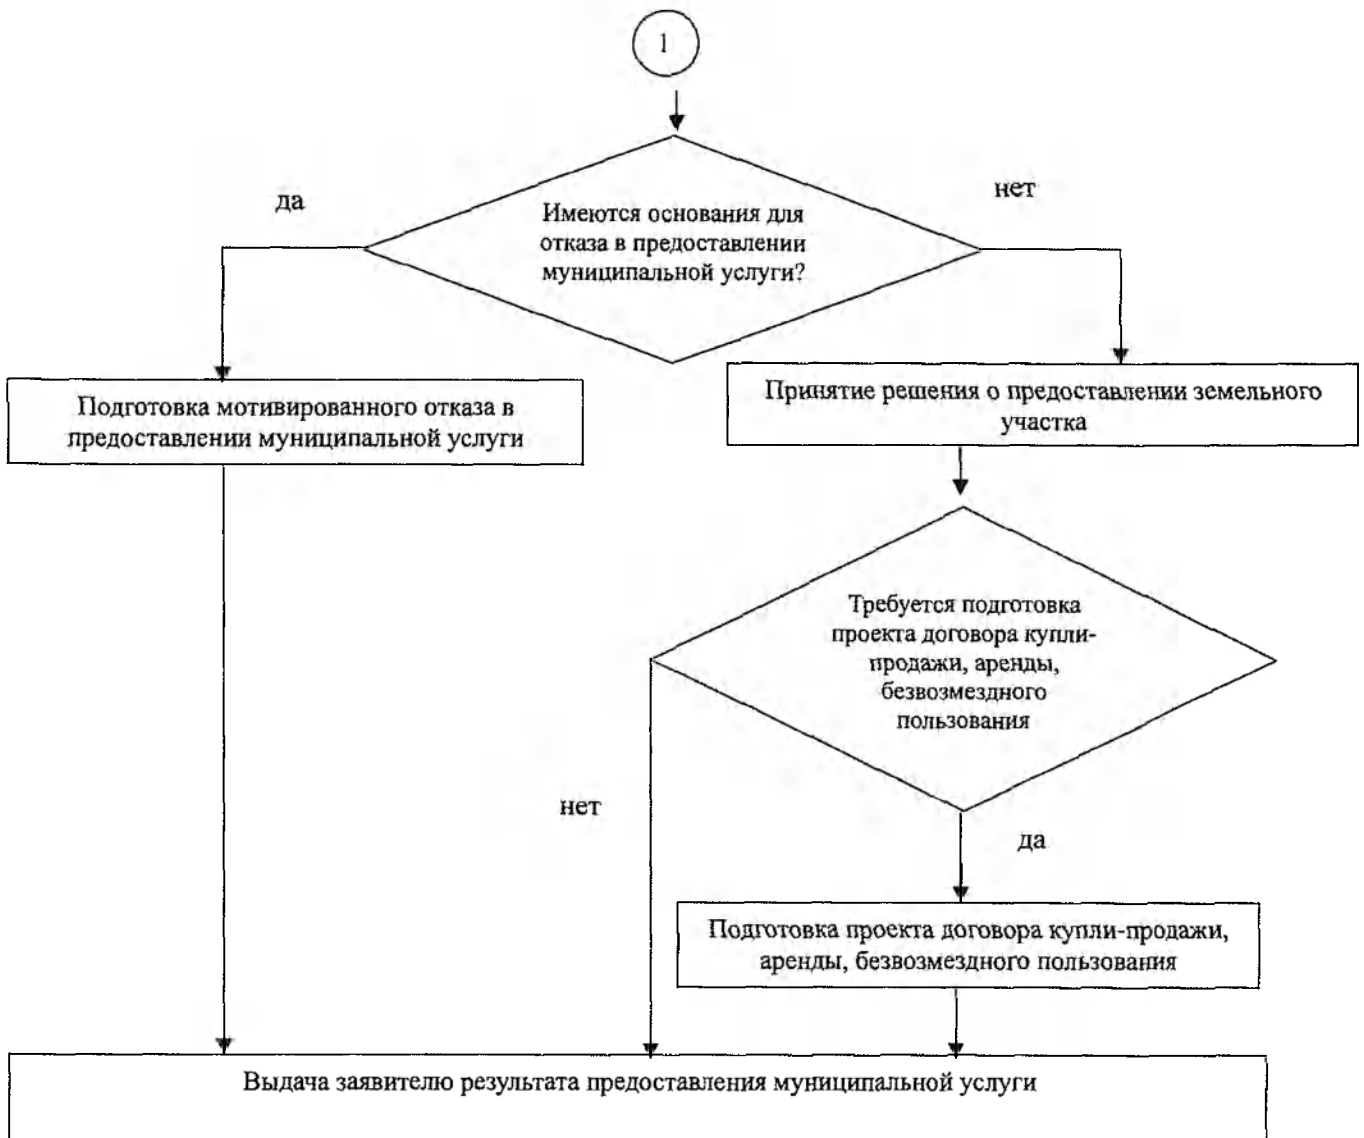 1
да
нет
Имеются основания для
отказа в предоставлении
муниципальной услуги?
Подготовка мотивированного отказа в
предоставлении муниципальной услуги
Принятие решения о предоставлении земельного
участка
Требуется подготовка
проекта договора купли-
продажи, аренды,
безвозмездного
пользования
нет
да
Подготовка проекта договора купли-продажи,
аренды, безвозмездного пользования
Выдача заявителю результата предоставления муниципальной услуги